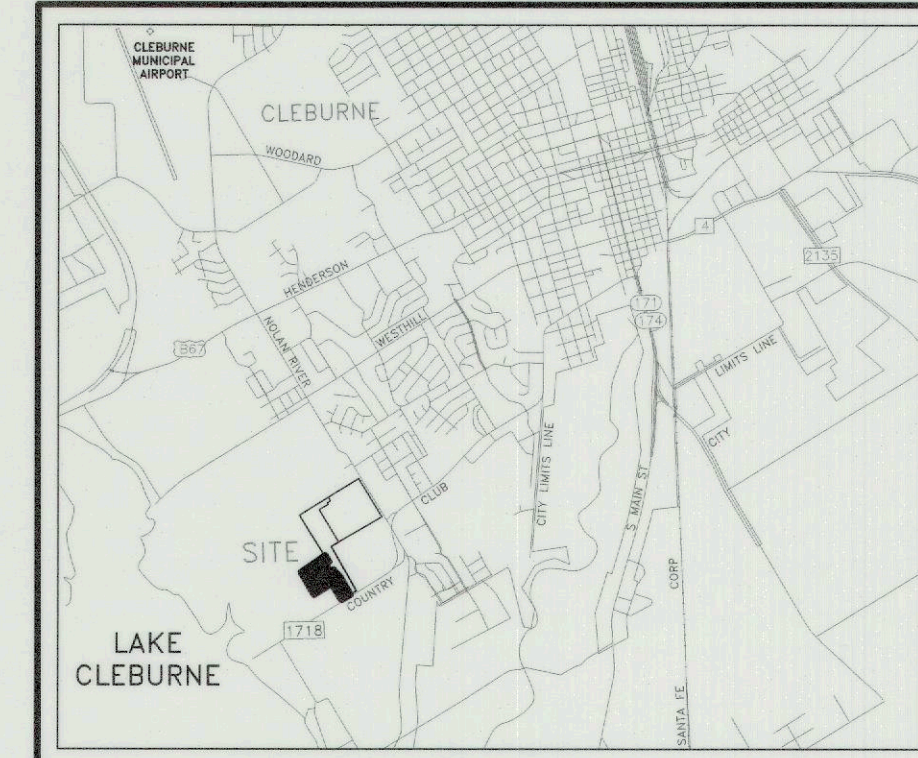 CLEBURNE
MUNICIPAL
AIRPORT
CLEBURNE
WOODARD
HENDERSON
B67
NOLAN RIVER
WESTHILL
4
2135
171
174
LIMITS LINE
CITY
CITY LIMITS LINE
S MAIN ST
CLUB
SITE
COUNTRY
1718
CORP
LAKE
CLEBURNE
SANTA FE